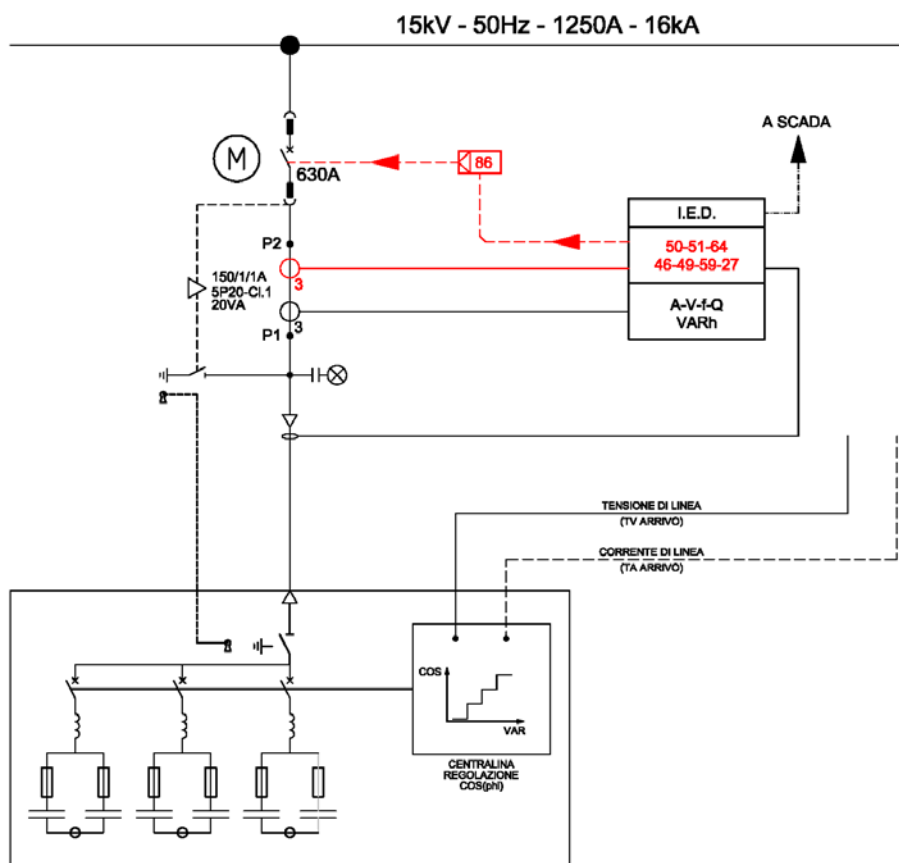 15kV - 50Hz - 1250A - 16kA
A SCADA
M
86
630A
I.E.D.
50-51-64
46-49-59-27
P2
150/1/1A
5P20-Cl.1
20VA
3
A-V-f-Q
VARh
3
P1
TENSIONE DI LINEA
(TV ARRIVO)
CORRENTE DI LINEA
(TA ARRIVO)
COS
VAR
CENTRALINA
REGOLAZIONE
COS(phi)